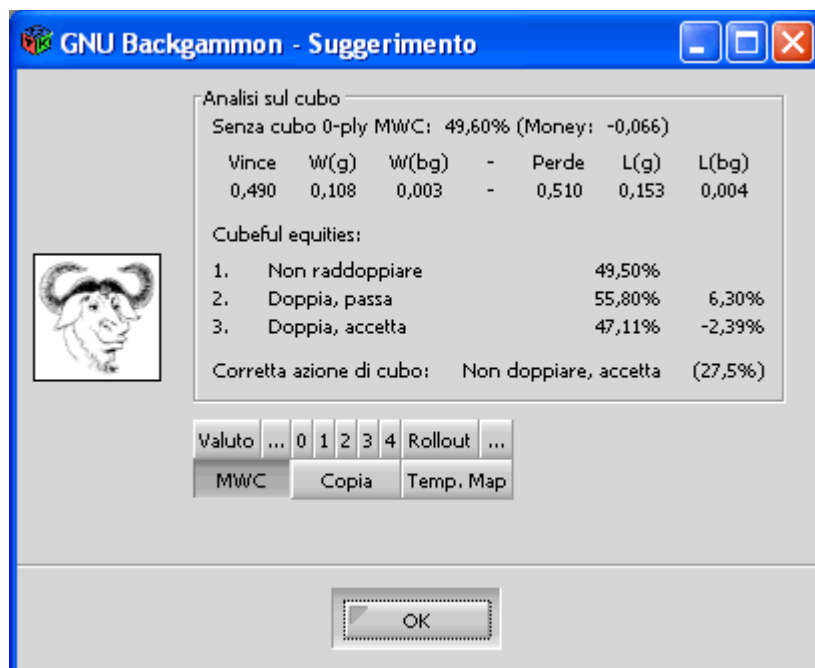 GNU Backgammon - Suggerimento
Analisi sul cubo
Senza cubo 0-ply MWC: 49,60% (Money: -0,066)
Vince W(g) W(bg) - Perde L(g) L(bg)
0,490 0,108 0,003 - 0,510 0,153 0,004
Cubeful equities:
1. Non raddoppiare 49,50%
2. Doppia, passa 55,80% 6,30%
3. Doppia, accetta 47,11% -2,39%
Corretta azione di cubo: Non doppiare, accetta (27,5%)
Valuto ... 0 1 2 3 4 Rollout ...
MWC Copia Temp. Map
OK